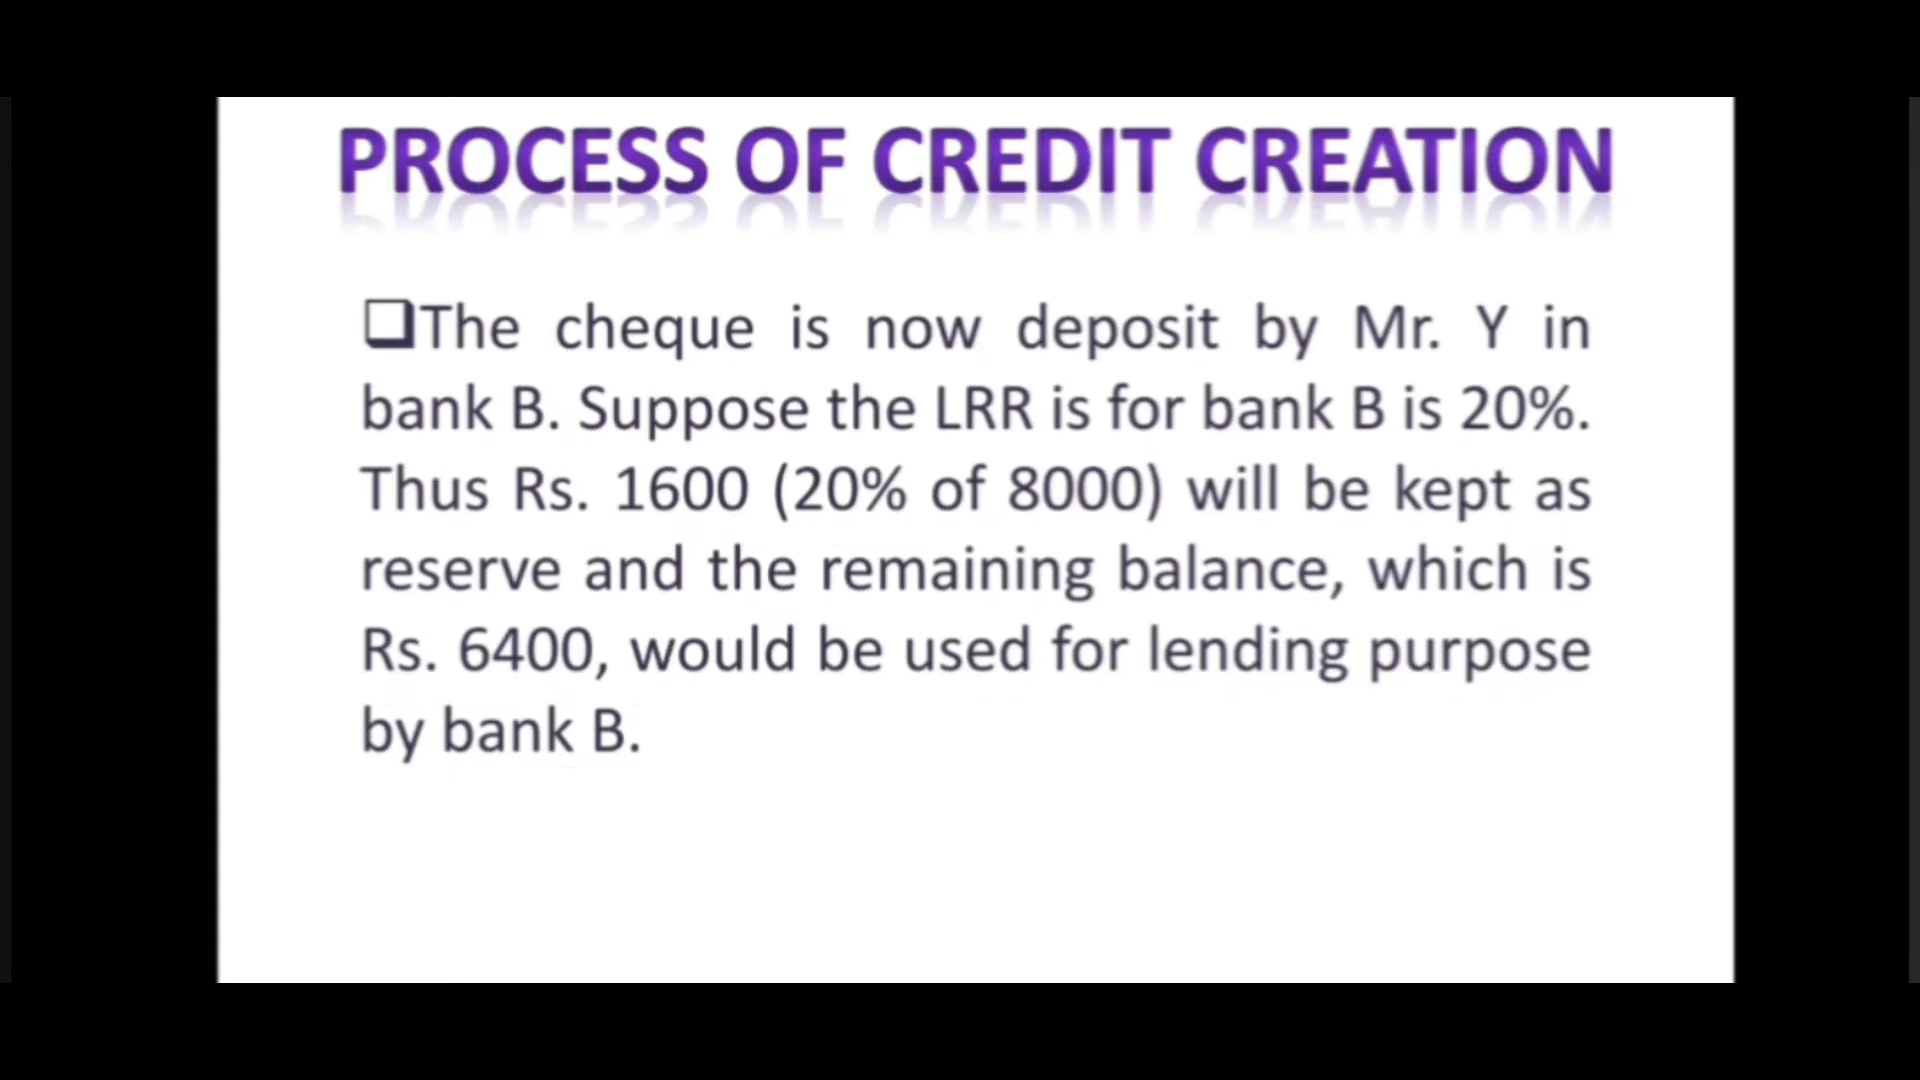 PROCESS OF CREDIT CREATION
❑The cheque is now deposit by Mr. Y in
bank B. Suppose the LRR is for bank B is 20%.
Thus Rs. 1600 (20% of 8000) will be kept as
reserve and the remaining balance, which is
Rs. 6400, would be used for lending purpose
by bank B.